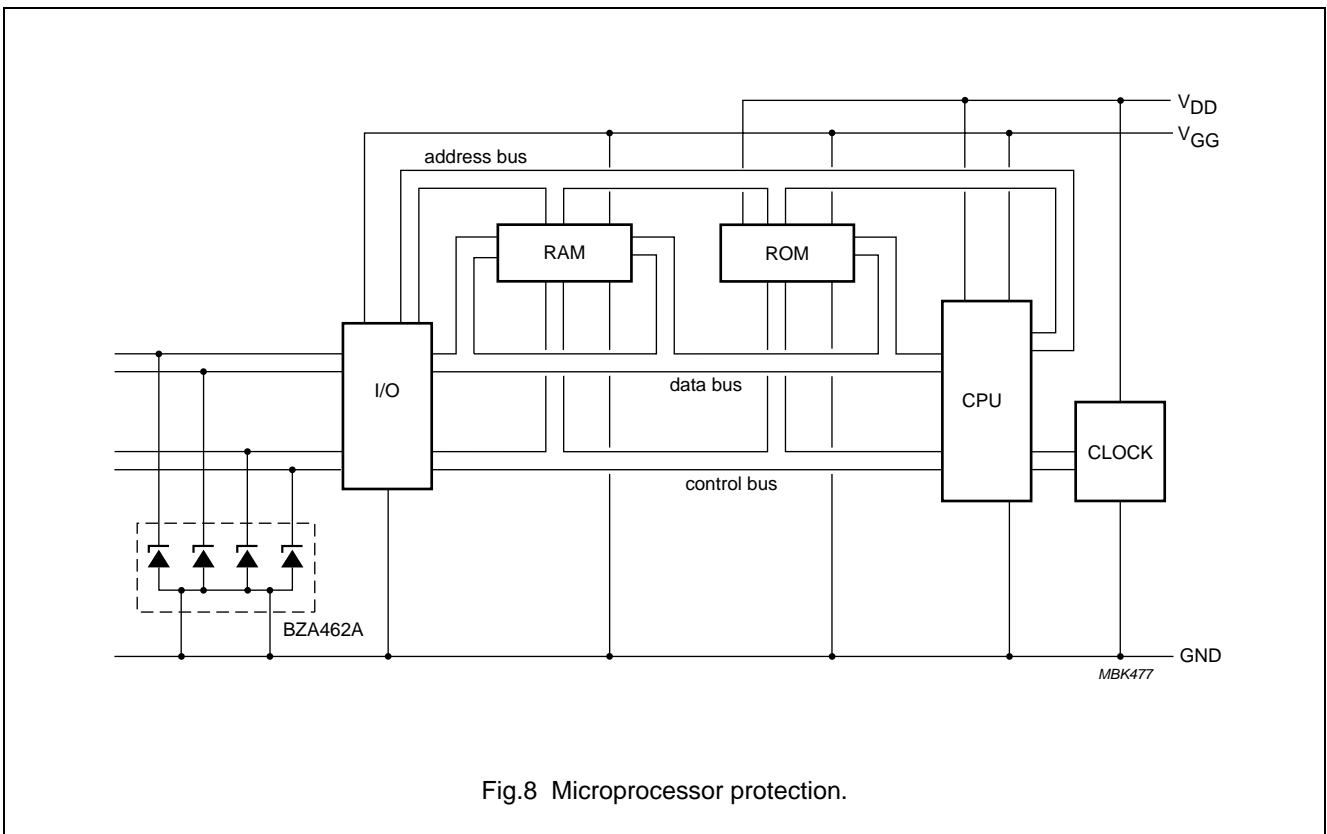 VDD
VGG
address bus
RAM
ROM
I/O
data bus
CPU
CLOCK
control bus
BZA462A
GND
MBK477
Fig.8 Microprocessor protection.